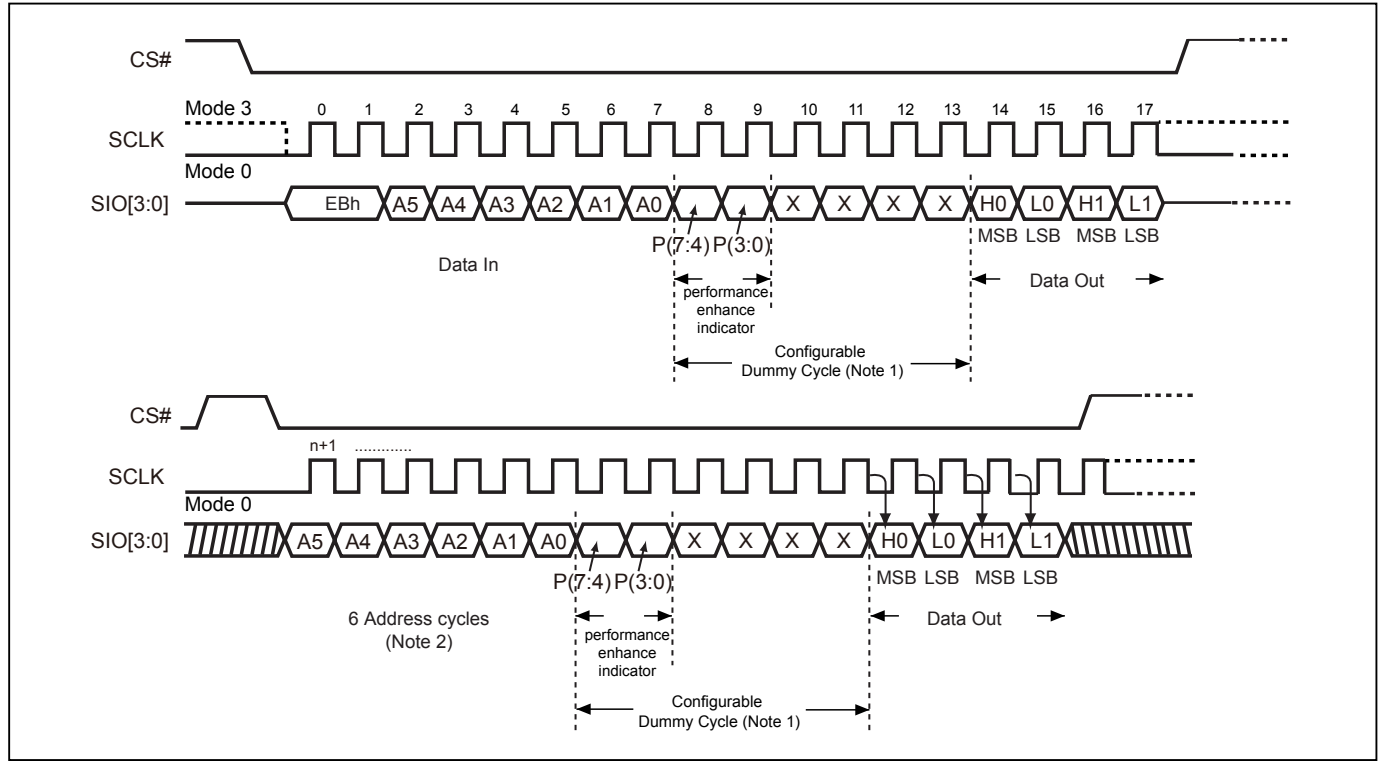 CS#
Mode 3
0 1 2 3 4 5 6 7 8 9 10 11 12 13 14 15 16 17
SCLK
Mode 0
SIO[3:0]
EBh A5 A4 A3 A2 A1 A0 X X X X H0 L0 H1 L1
P(7:4) P(3:0)
MSB LSB MSB LSB
Data In
Data Out
performance
enhance
indicator
Configurable
Dummy Cycle (Note 1)
CS#
n+1 .............
SCLK
Mode 0
SIO[3:0]
A5 A4 A3 A2 A1 A0 X X X X H0 L0 H1 L1
P(7:4) P(3:0)
MSB LSB MSB LSB
6 Address cycles
(Note 2)
Data Out
performance
enhance
indicator
Configurable
Dummy Cycle (Note 1)